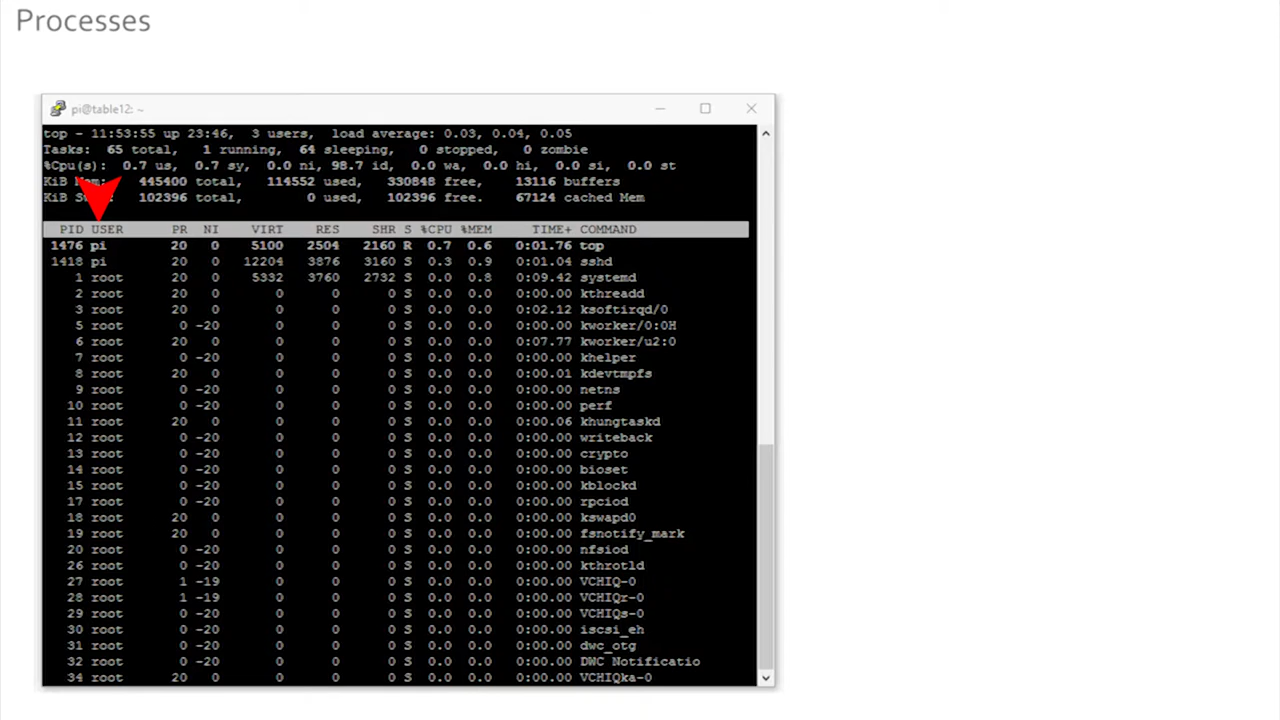 Processes
pi@table12: ~
top - 11:53:55 up 23:46, 3 users, load average: 0.03, 0.04, 0.05
Tasks: 65 total, 1 running, 64 sleeping, 0 stopped, 0 zombie
%Cpu(s): 0.7 us, 0.7 sy, 0.0 ni, 98.7 id, 0.0 wa, 0.0 hi, 0.0 si, 0.0 st
KiB Mem: 445400 total, 114552 used, 330848 free, 13116 buffers
KiB 102396 total, 0 used, 102396 free. 67124 cached Mem
PID USER PR NI VIRT RES SHR S %CPU %MEM TIME+ COMMAND
1476 pi 20 0 5100 2504 2160 R 0.7 0.6 0:01.76 top
1418 pi 20 0 12204 3876 3160 S 0.3 0.9 0:01.04 sshd
1 root 20 0 5332 3760 2732 S 0.0 0.8 0:09.42 systemd
2 root 20 0 0 0 0 S 0.0 0.0 0:00.00 kthreadd
3 root 20 0 0 0 0 S 0.0 0.0 0:02.12 ksoftirqd/0
5 root 0 -20 0 0 0 S 0.0 0.0 0:00.00 kworker/0:0H
6 root 20 0 0 0 0 S 0.0 0.0 0:07.77 kworker/u2:0
7 root 0 -20 0 0 0 S 0.0 0.0 0:00.00 khelper
8 root 20 0 0 0 0 S 0.0 0.0 0:00.01 kdevtmpfs
9 root 0 -20 0 0 0 S 0.0 0.0 0:00.00 netns
10 root 0 -20 0 0 0 S 0.0 0.0 0:00.00 perf
11 root 20 0 0 0 0 S 0.0 0.0 0:00.06 khungtaskd
12 root 0 -20 0 0 0 S 0.0 0.0 0:00.00 writeback
13 root 0 -20 0 0 0 S 0.0 0.0 0:00.00 crypto
14 root 0 -20 0 0 0 S 0.0 0.0 0:00.00 bioset
15 root 0 -20 0 0 0 S 0.0 0.0 0:00.00 kblockd
17 root 0 -20 0 0 0 S 0.0 0.0 0:00.00 rpciod
18 root 20 0 0 0 0 S 0.0 0.0 0:00.00 kswapd0
19 root 20 0 0 0 0 S 0.0 0.0 0:00.00 fsnotify_mark
20 root 0 -20 0 0 0 S 0.0 0.0 0:00.00 nfsiod
26 root 0 -20 0 0 0 S 0.0 0.0 0:00.00 kthrotld
27 root 1 -19 0 0 0 S 0.0 0.0 0:00.00 VCHIQ-0
28 root 1 -19 0 0 0 S 0.0 0.0 0:00.00 VCHIQr-0
29 root 0 -20 0 0 0 S 0.0 0.0 0:00.00 VCHIQs-0
30 root 0 -20 0 0 0 S 0.0 0.0 0:00.00 iscsi_eh
31 root 0 -20 0 0 0 S 0.0 0.0 0:00.00 dwc_otg
32 root 0 -20 0 0 0 S 0.0 0.0 0:00.00 DWC Notificatio
34 root 20 0 0 0 0 S 0.0 0.0 0:00.00 VCHIQka-0